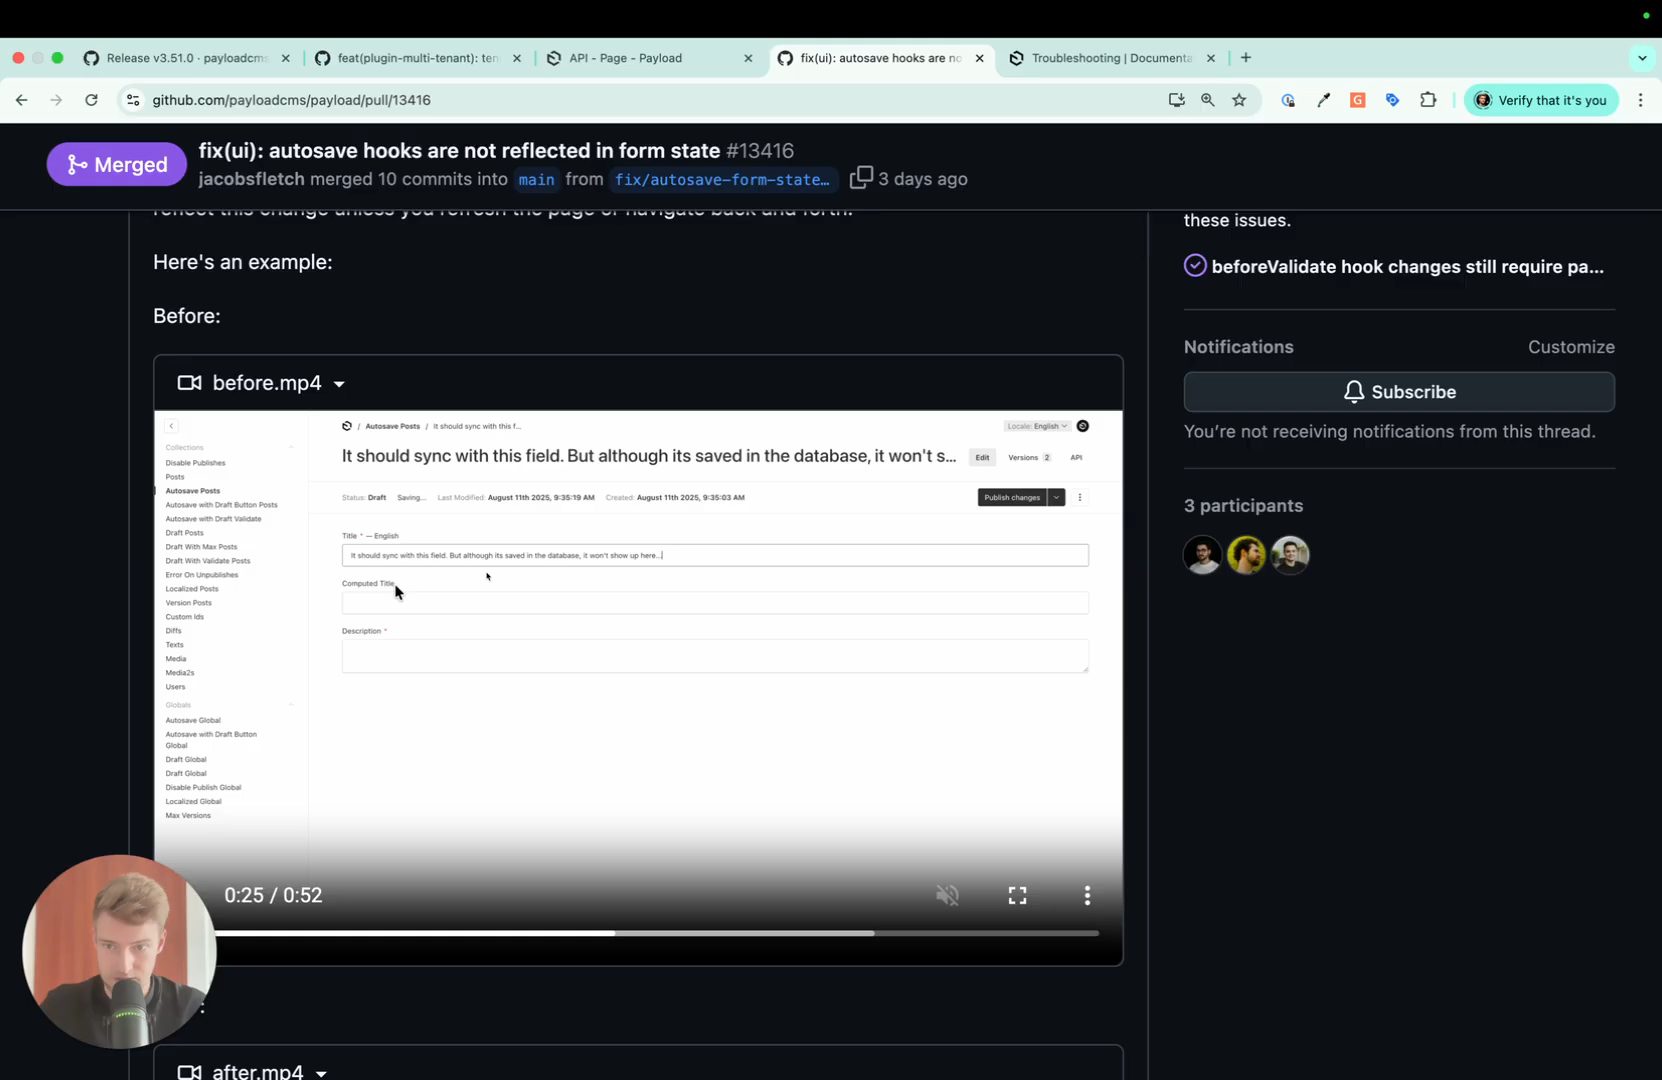 Release v3.51.0 · payloadcms
feat(plugin-multi-tenant): ten
API - Page - Payload
fix(ui): autosave hooks are no
Troubleshooting | Documenta
github.com/payloadcms/payload/pull/13416
Verify that it's you
Merged
fix(ui): autosave hooks are not reflected in form state #13416
jacobsfletch merged 10 commits into main from fix/autosave-form-state… 3 days ago
reflect this change unless you refresh the page or navigate back and forth.
these issues.
Here's an example:
beforeValidate hook changes still require pa...
Before:
Notifications
Customize
Subscribe
You're not receiving notifications from this thread.
3 participants
before.mp4
/ Autosave Posts / It should sync with this f...
Locale: English
It should sync with this field. But although its saved in the database, it won't s...
Edit
Versions 2
API
Status: Draft
Saving...
Last Modified: August 11th 2025, 9:35:19 AM
Created: August 11th 2025, 9:35:03 AM
Publish changes
Title * — English
It should sync with this field. But although its saved in the database, it won't show up here...
Computed Title
Description *
Collections
Disable Publishes
Posts
Autosave Posts
Autosave with Draft Button Posts
Autosave with Draft Validate
Draft Posts
Draft With Max Posts
Draft With Validate Posts
Error On Unpublishes
Localized Posts
Version Posts
Custom Ids
Diffs
Texts
Media
Media2s
Users
Globals
Autosave Global
Autosave with Draft Button
Global
Draft Global
Draft Global
Disable Publish Global
Localized Global
Max Versions
0:25 / 0:52
:
after.mp4